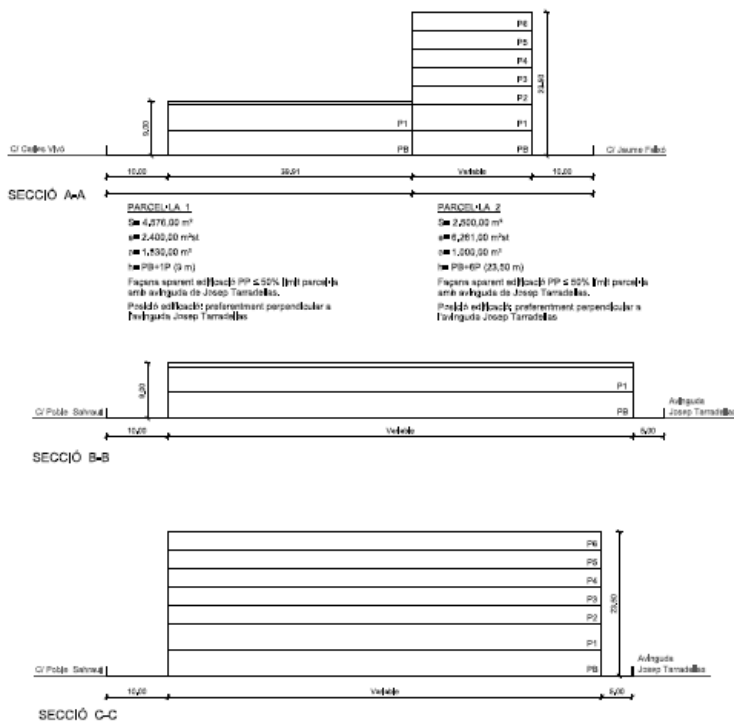 P6
P5
P4
P3
P2
P1
P1
PB
PB
9,00
23,50
C/ Carles Vivó
C/ Jaume
10,00
39,91
Variable
10,00
SECCIÓ A-A
PARCEL·LA 1
S= 4.576,00 m²
e= 2.400,00 m²st
o= 1.530,00 m²
h= PB+1P (9 m)
Façana aparent edificació PP ≤ 50% límit parcel·la
amb avinguda de Josep Tarradellas.
Posició edificació: preferentment perpendicular a
l'avinguda Josep Tarradellas
PARCEL·LA 2
S= 2.500,00 m²
e= 6.261,00 m²st
o= 1.000,00 m²
h= PB+6P (23,50 m)
Façana aparent edificació PP ≤ 50% límit parcel·la
amb avinguda de Josep Tarradellas.
Posició edificació: preferentment perpendicular a
l'avinguda Josep Tarradellas
9,00
P1
PB
C/ Poble Sahrauí
Avinguda
Josep Tarradellas
10,00
Variable
5,00
SECCIÓ B-B
P6
P5
P4
P3
P2
P1
PB
23,50
C/ Poble Sahrauí
Avinguda
Josep Tarradellas
10,00
Variable
5,00
SECCIÓ C-C